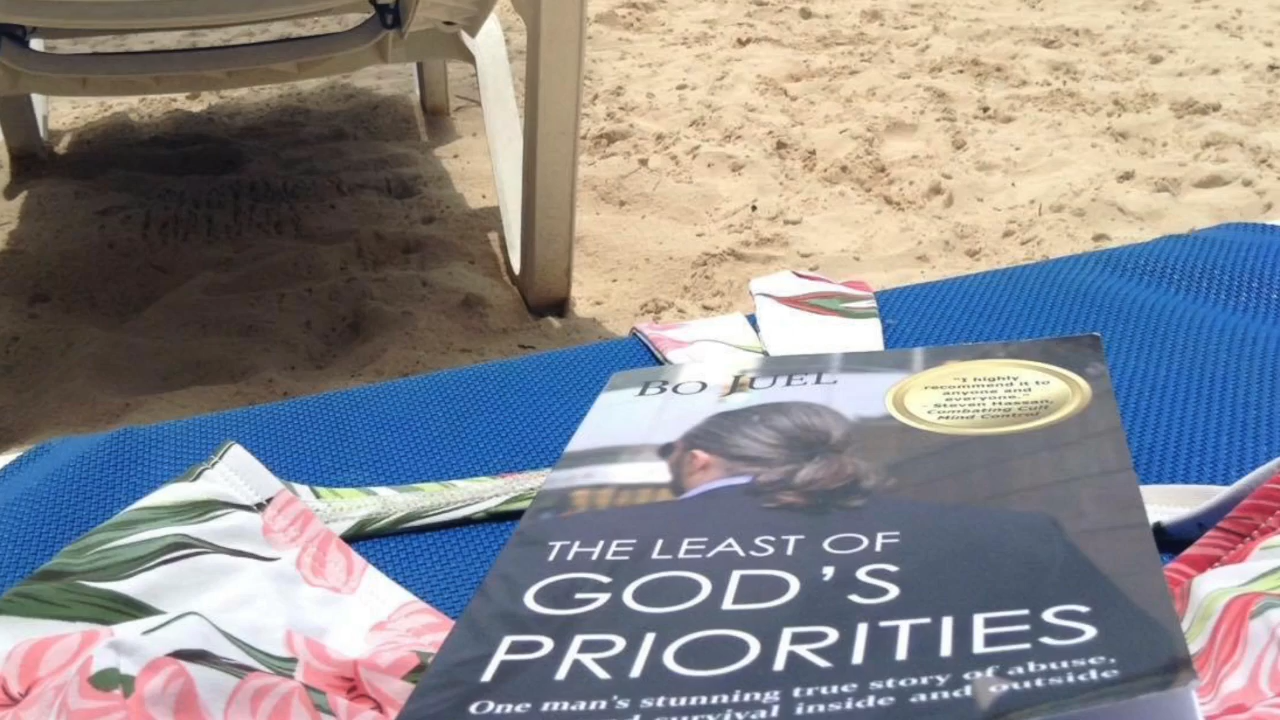 BO JUEL
"I highly
recommend it to
anyone and
everyone."
- Steven Hassan,
Combating Cult
Mind Control
THE LEAST OF
GOD'S
PRIORITIES
One man's stunning true story of abuse,
survival inside and outside